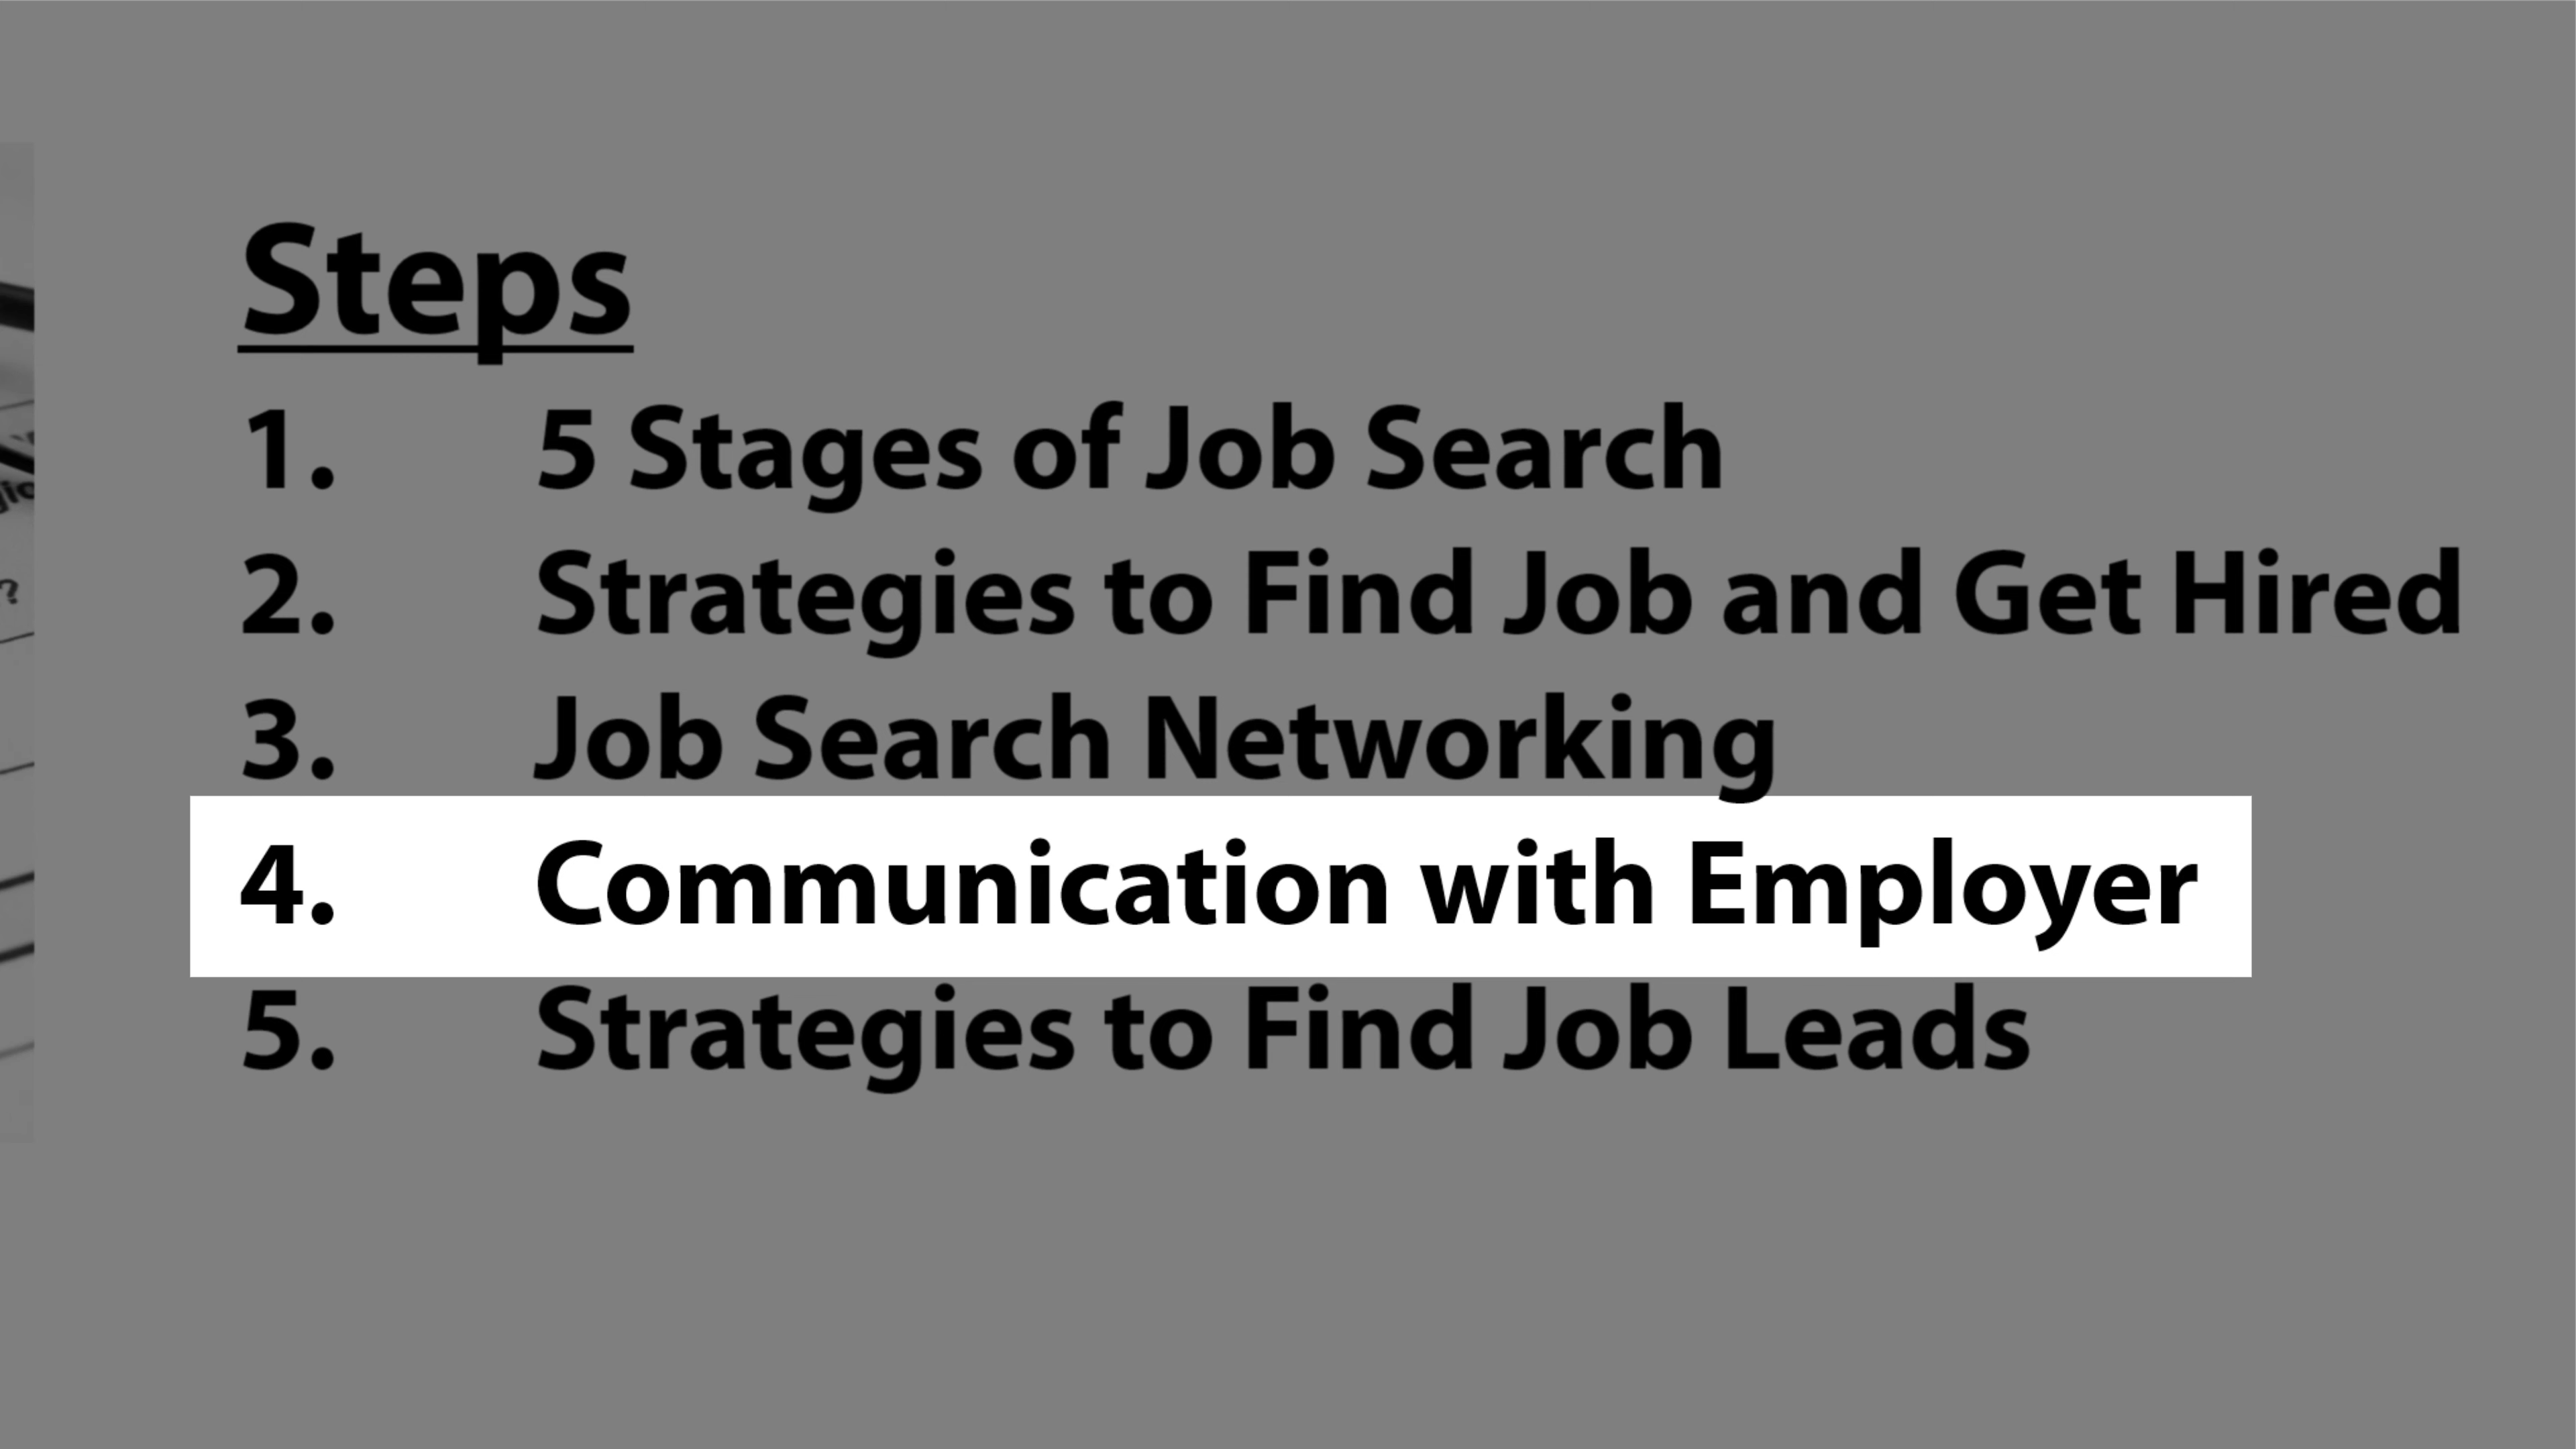 Steps
1. 5 Stages of Job Search
2. Strategies to Find Job and Get Hired
3. Job Search Networking
4. Communication with Employer
5. Strategies to Find Job Leads